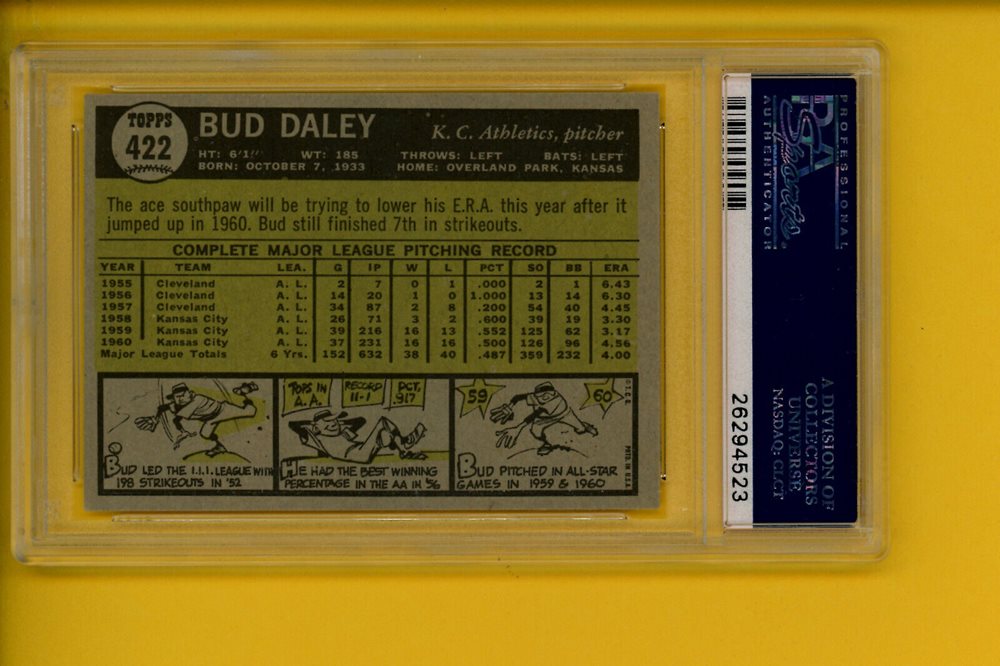 TOPPS
422
BUD DALEY
K. C. Athletics, pitcher
HT: 6'1" WT: 185 THROWS: LEFT BATS: LEFT
BORN: OCTOBER 7, 1933 HOME: OVERLAND PARK, KANSAS
The ace southpaw will be trying to lower his E.R.A. this year after it
jumped up in 1960. Bud still finished 7th in strikeouts.
COMPLETE MAJOR LEAGUE PITCHING RECORD
YEAR TEAM LEA. G IP W L PCT SO BB ERA
1955 Cleveland A. L. 2 7 0 1 .000 2 1 6.43
1956 Cleveland A. L. 14 20 1 0 1.000 13 14 6.30
1957 Cleveland A. L. 34 87 2 8 .200 54 40 4.45
1958 Kansas City A. L. 26 71 3 2 .600 39 19 3.30
1959 Kansas City A. L. 39 216 16 13 .552 125 62 3.17
1960 Kansas City A. L. 37 231 16 16 .500 126 96 4.56
Major League Totals 6 Yrs. 152 632 38 40 .487 359 232 4.00
BUD LED THE I.I.I. LEAGUE WITH
198 STRIKEOUTS IN '52
TOPS IN
A.A.
RECORD
11-1
PCT.
.917
HE HAD THE BEST WINNING
PERCENTAGE IN THE AA IN '56
59
60
BUD PITCHED IN ALL-STAR
GAMES IN 1959 & 1960
©T.C.G. PRTD. IN U.S.A.
PROFESSIONAL
PSA
Sports
AUTHENTICATOR
A DIVISION OF
COLLECTORS
UNIVERSE
NASDAQ: CLCT
26294523